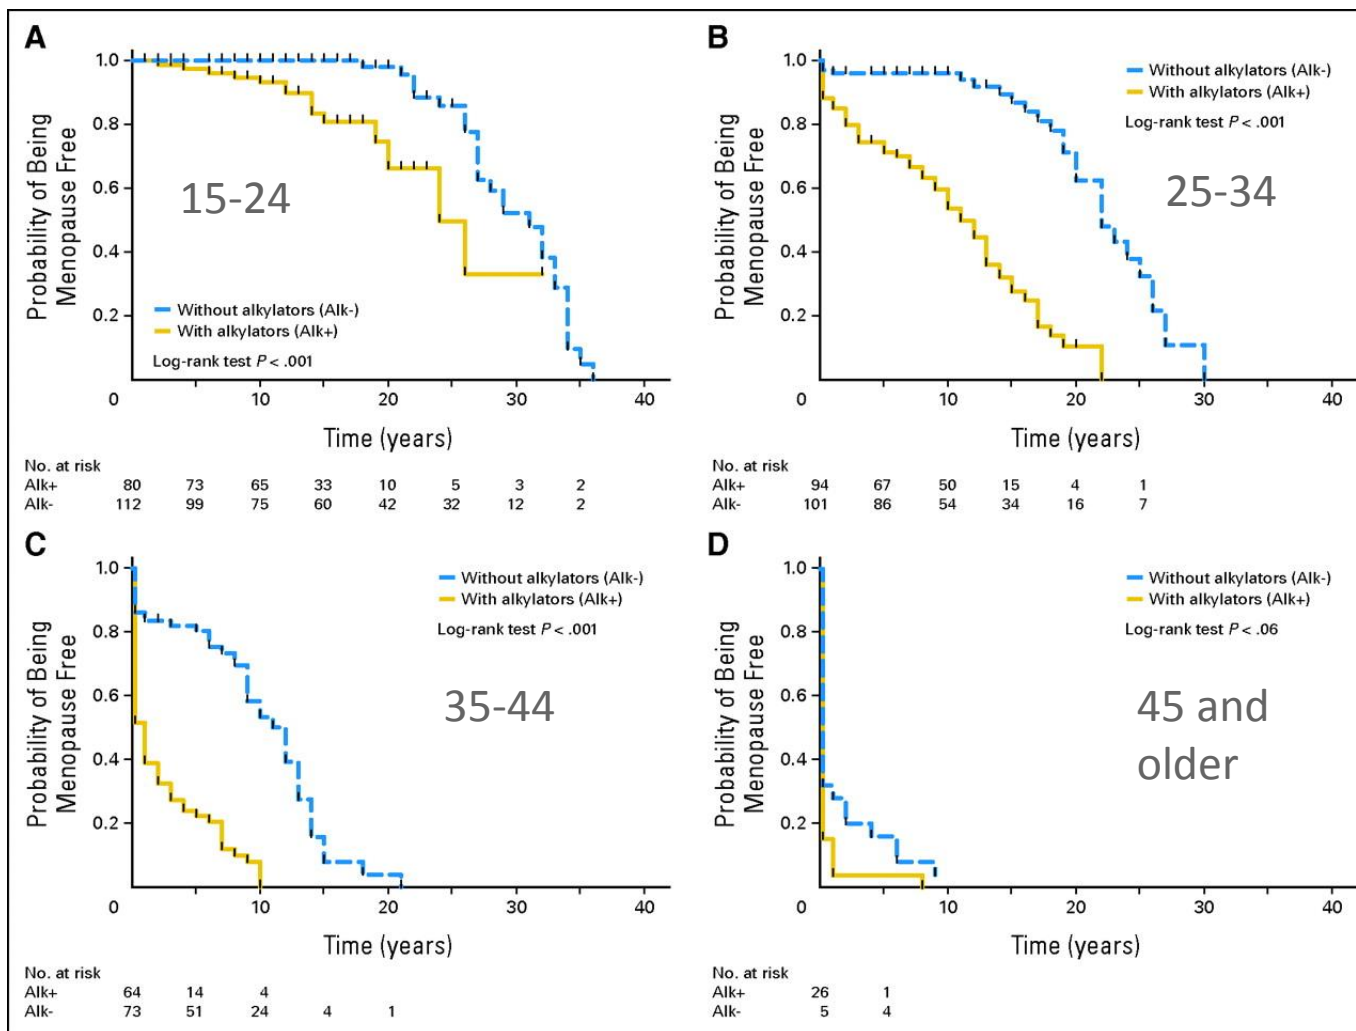 A
Probability of Being
Menopause Free
1.0
0.8
0.6
0.4
0.2
15-24
Without alkylators (Alk-)
With alkylators (Alk+)
Log-rank test P < .001
0 10 20 30 40
Time (years)
No. at risk
Alk+ 80 73 65 33 10 5 3 2
Alk- 112 99 75 60 42 32 12 2
B
Probability of Being
Menopause Free
1.0
0.8
0.6
0.4
0.2
Without alkylators (Alk-)
With alkylators (Alk+)
Log-rank test P < .001
25-34
0 10 20 30 40
Time (years)
No. at risk
Alk+ 94 67 50 15 4 1
Alk- 101 86 54 34 16 7
C
Probability of Being
Menopause Free
1.0
0.8
0.6
0.4
0.2
Without alkylators (Alk-)
With alkylators (Alk+)
Log-rank test P < .001
35-44
0 10 20 30 40
Time (years)
No. at risk
Alk+ 64 14 4
Alk- 73 51 24 4 1
D
Probability of Being
Menopause Free
1.0
0.8
0.6
0.4
0.2
Without alkylators (Alk-)
With alkylators (Alk+)
Log-rank test P < .06
45 and
older
0 10 20 30 40
Time (years)
No. at risk
Alk+ 26 1
Alk- 5 4